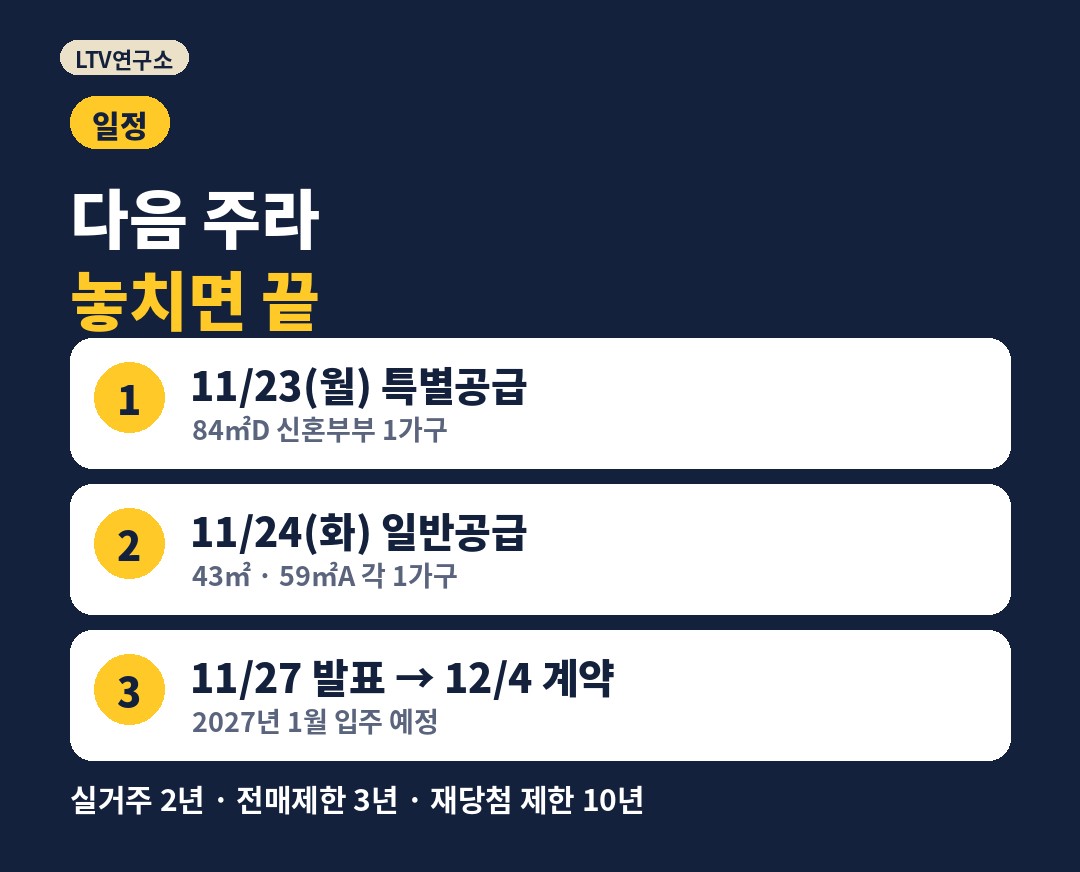 LTV연구소
일정
다음 주라
놓치면 끝
1
11/23(월) 특별공급
84㎡D 신혼부부 1가구
2
11/24(화) 일반공급
43㎡ · 59㎡A 각 1가구
3
11/27 발표 → 12/4 계약
2027년 1월 입주 예정
실거주 2년 · 전매제한 3년 · 재당첨 제한 10년